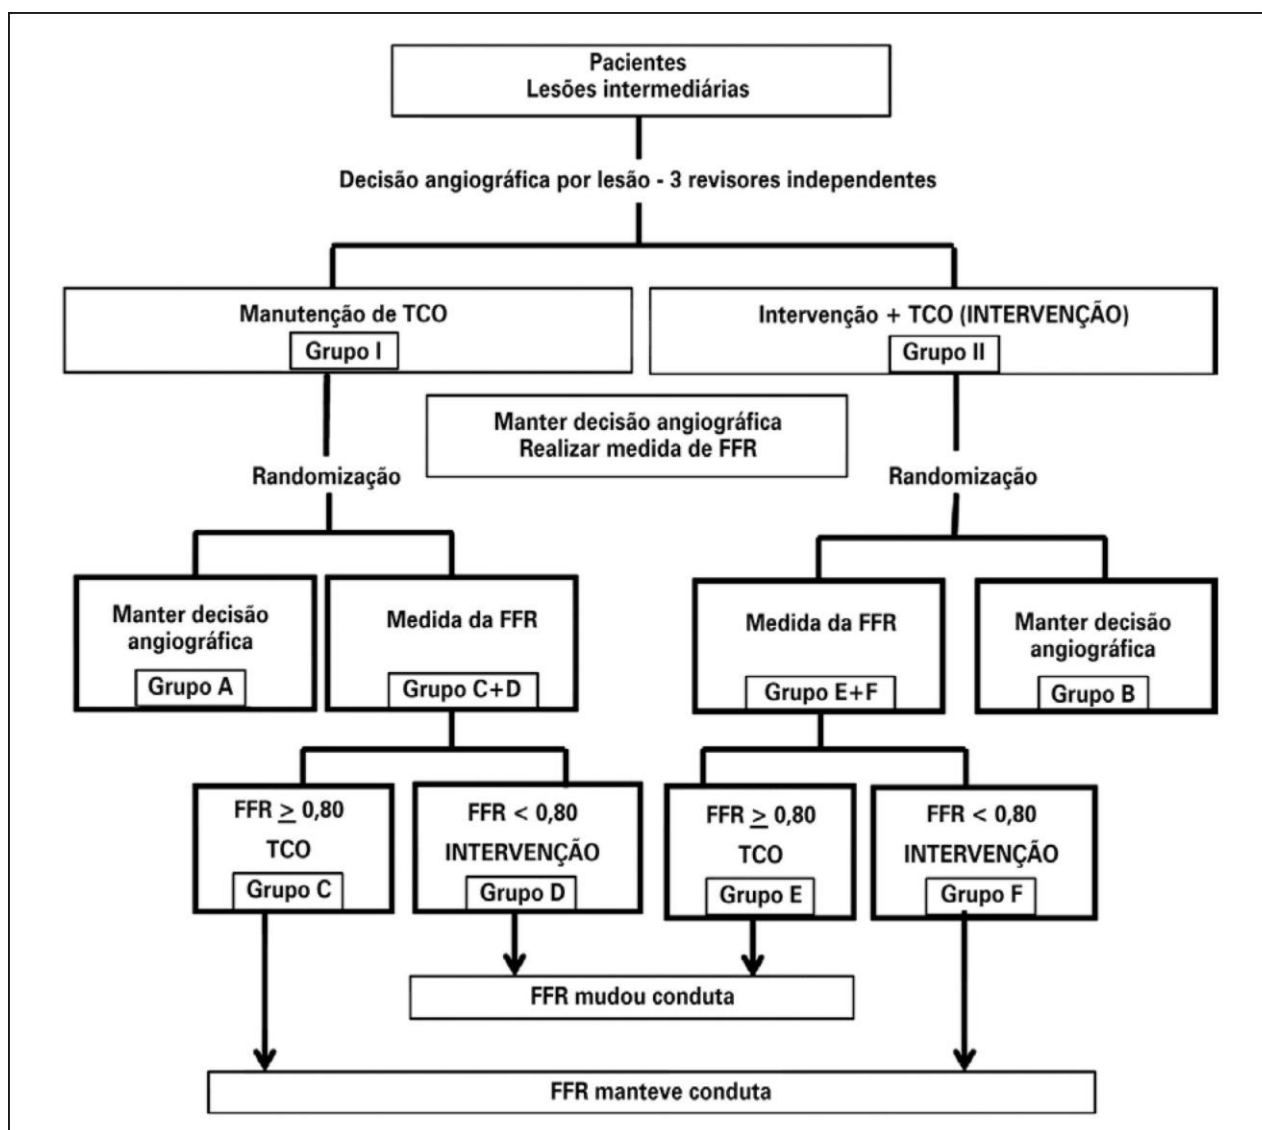 Pacientes
Lesões intermediárias
Decisão angiográfica por lesão - 3 revisores independentes
Manutenção de TCO
Grupo I
Intervenção + TCO (INTERVENÇÃO)
Grupo II
Manter decisão angiográfica
Realizar medida de FFR
Randomização
Randomização
Manter decisão
angiográfica
Grupo A
Medida da FFR
Grupo C+D
Medida da FFR
Grupo E+F
Manter decisão
angiográfica
Grupo B
FFR ≥ 0,80
TCO
Grupo C
FFR < 0,80
INTERVENÇÃO
Grupo D
FFR ≥ 0,80
TCO
Grupo E
FFR < 0,80
INTERVENÇÃO
Grupo F
FFR mudou conduta
FFR manteve conduta